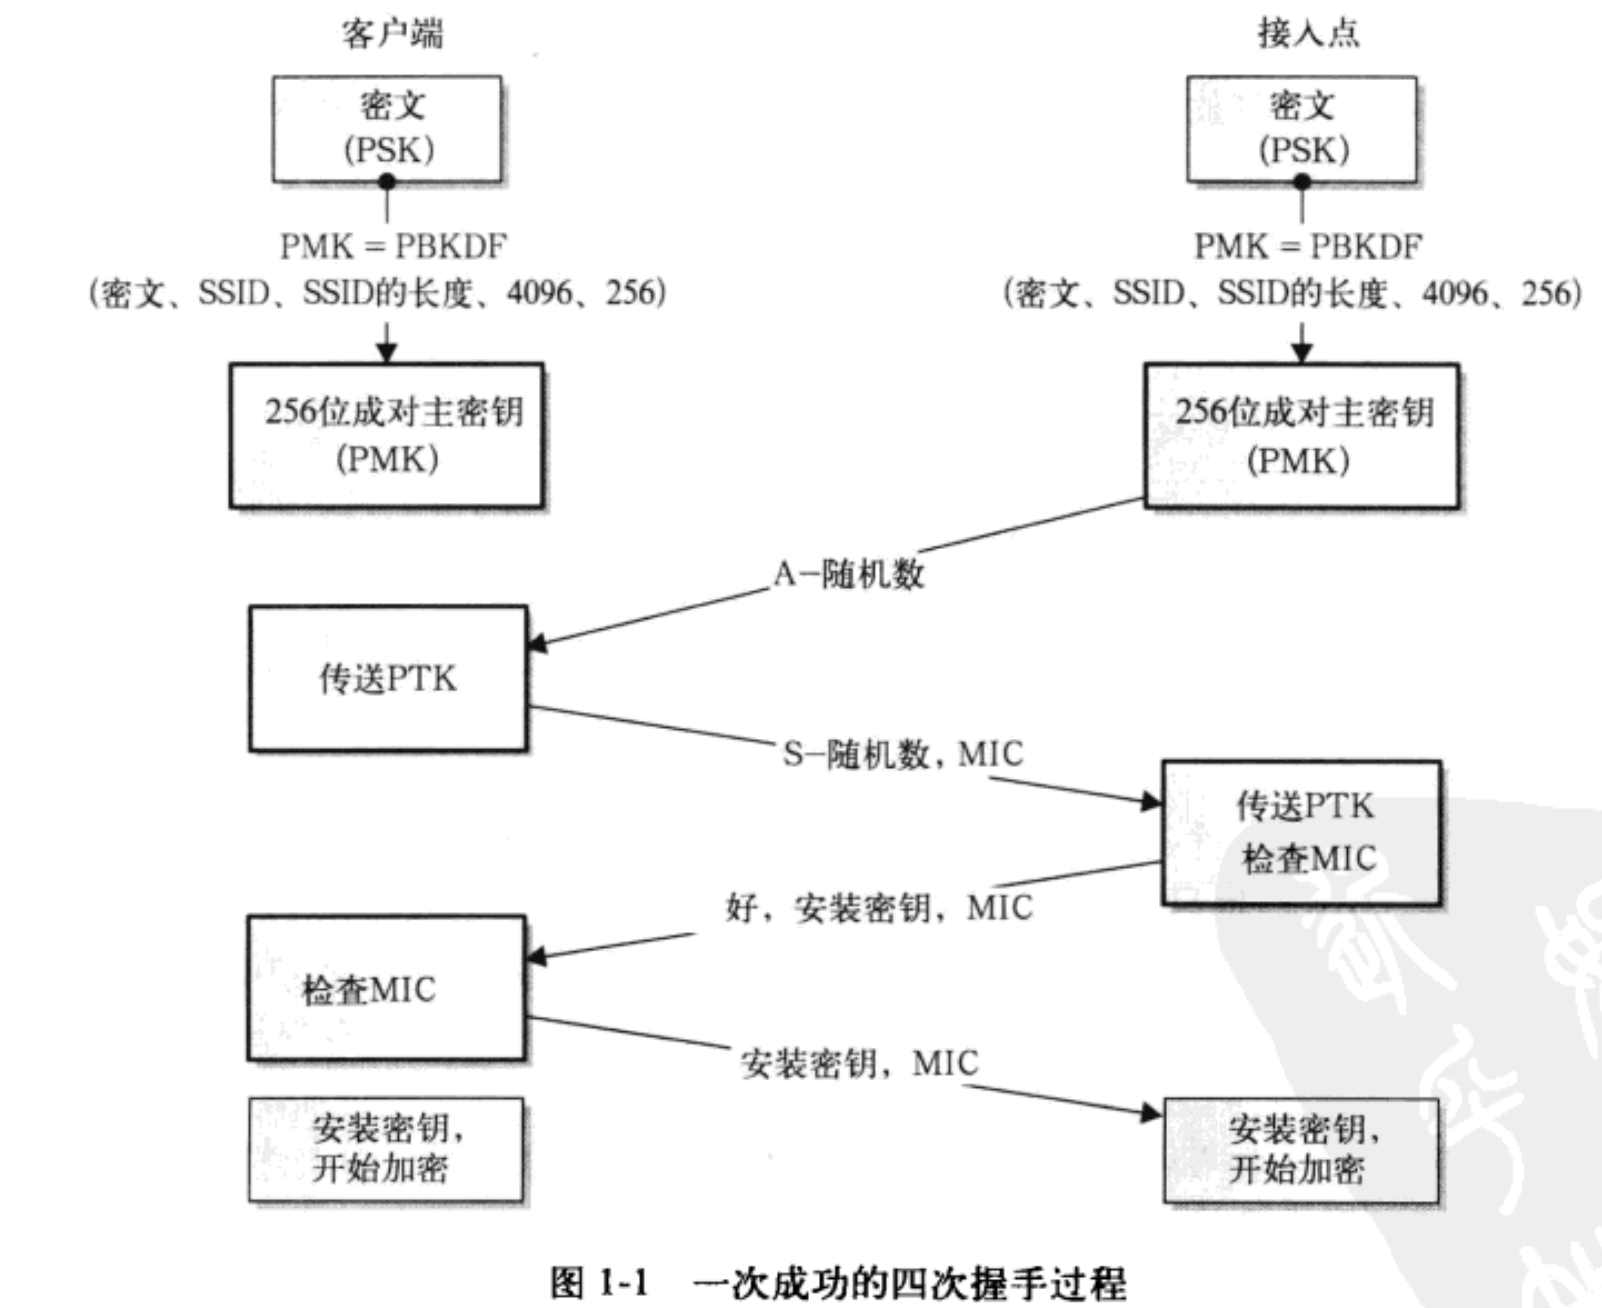 客户端
接入点
密文
(PSK)
密文
(PSK)
PMK = PBKDF
(密文、SSID、SSID的长度、4096、256)
PMK = PBKDF
(密文、SSID、SSID的长度、4096、256)
256位成对主密钥
(PMK)
256位成对主密钥
(PMK)
A-随机数
传送PTK
S-随机数, MIC
传送PTK
检查MIC
好, 安装密钥, MIC
检查MIC
安装密钥, MIC
安装密钥,
开始加密
安装密钥,
开始加密
图 1-1 一次成功的四次握手过程